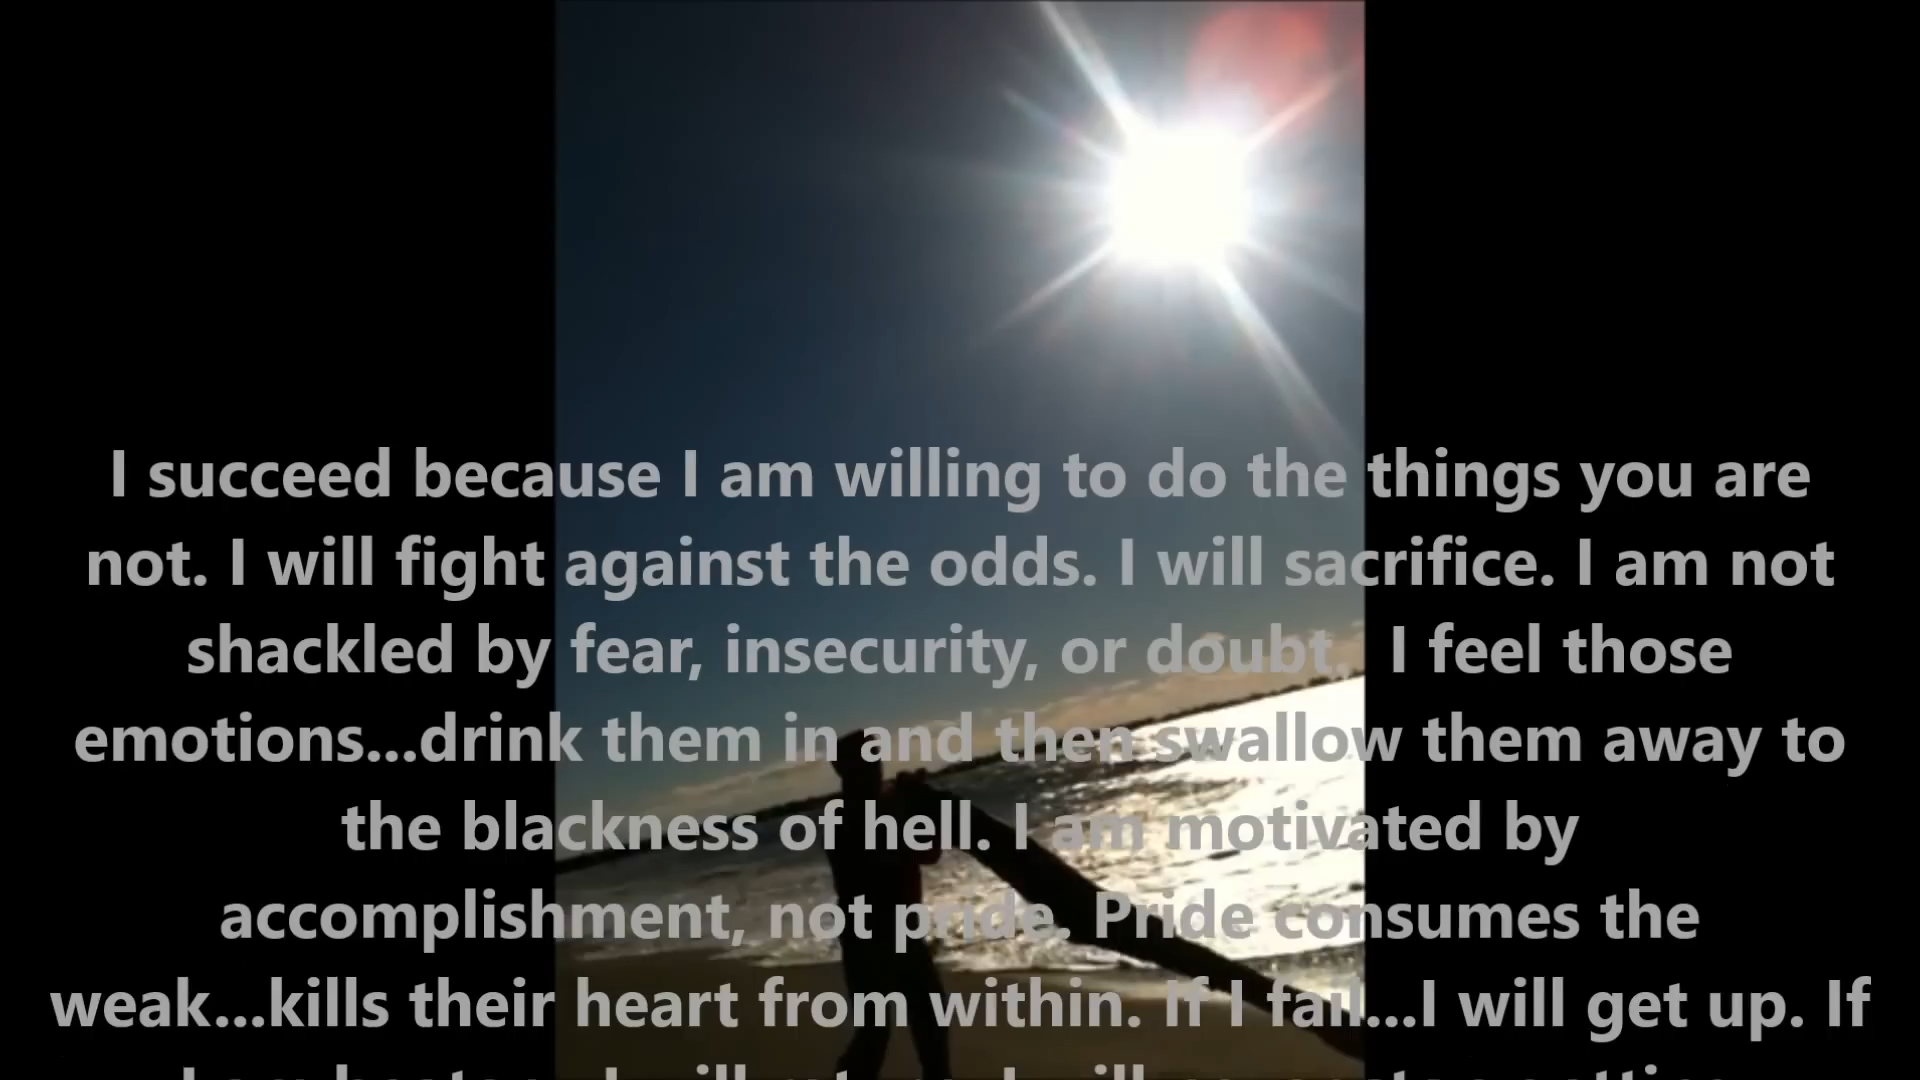 I succeed because I am willing to do the things you are
not. I will fight against the odds. I will sacrifice. I am not
shackled by fear, insecurity, or doubt. I feel those
emotions...drink them in and then swallow them away to
the blackness of hell. I am motivated by
accomplishment, not pride. Pride consumes the
weak...kills their heart from within. If I fail...I will get up. If